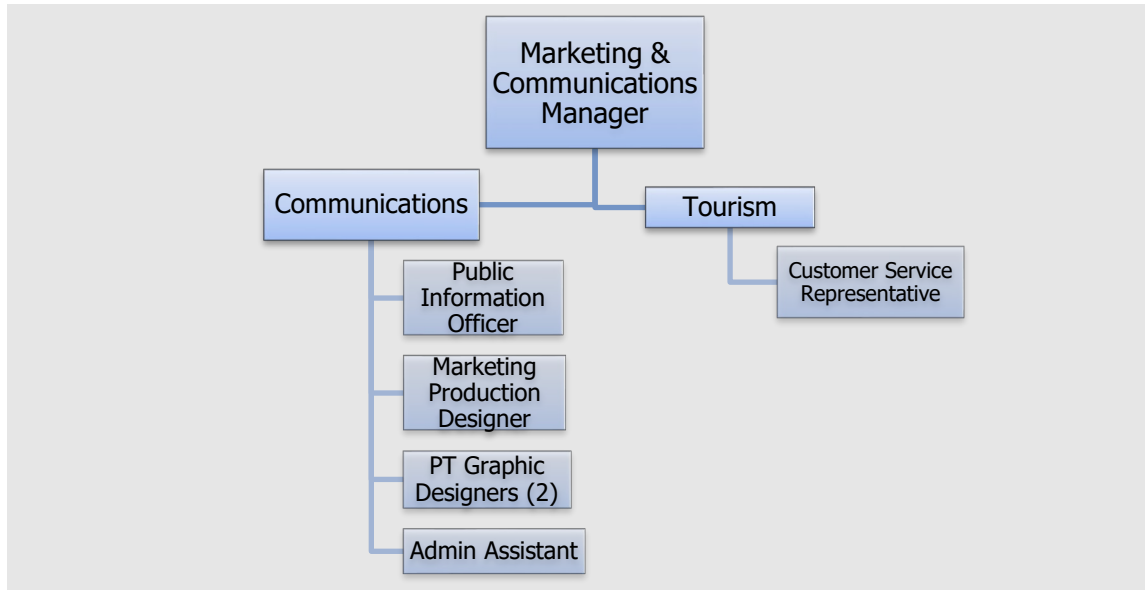 Marketing &
Communications
Manager
Communications
Tourism
Public
Information
Officer
Marketing
Production
Designer
PT Graphic
Designers (2)
Admin Assistant
Customer Service
Representative